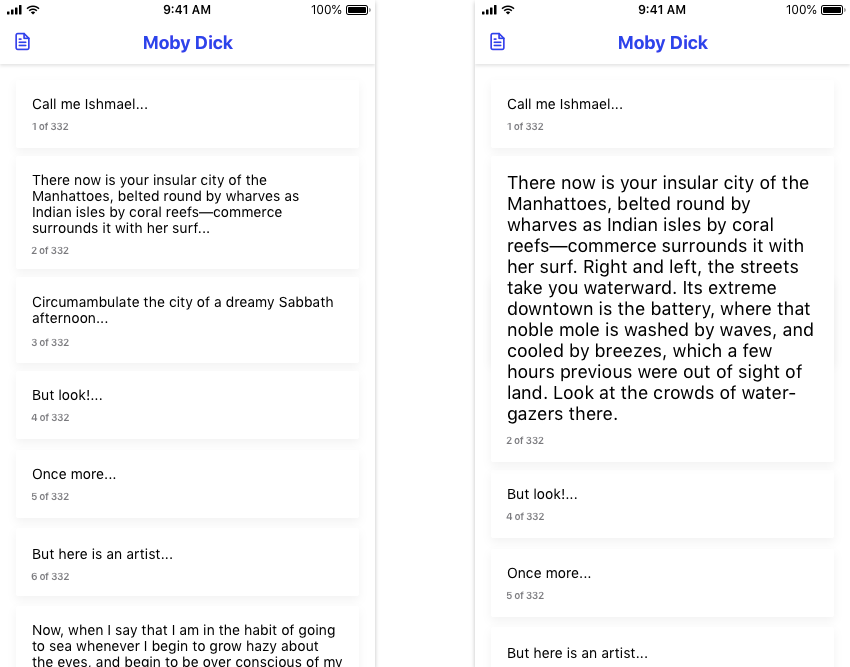 9:41 AM
100%
Moby Dick
Call me Ishmael...
1 of 332
There now is your insular city of the
Manhattoes, belted round by wharves as
Indian isles by coral reefs—commerce
surrounds it with her surf...
2 of 332
Circumambulate the city of a dreamy Sabbath
afternoon...
3 of 332
But look!...
4 of 332
Once more...
5 of 332
But here is an artist...
6 of 332
Now, when I say that I am in the habit of going
to sea whenever I begin to grow hazy about
the eyes, and begin to be over conscious of my
9:41 AM
100%
Moby Dick
Call me Ishmael...
1 of 332
There now is your insular city of the
Manhattoes, belted round by
wharves as Indian isles by coral
reefs—commerce surrounds it with
her surf. Right and left, the streets
take you waterward. Its extreme
downtown is the battery, where that
noble mole is washed by waves, and
cooled by breezes, which a few
hours previous were out of sight of
land. Look at the crowds of water-
gazers there.
2 of 332
But look!...
4 of 332
Once more...
5 of 332
But here is an artist...